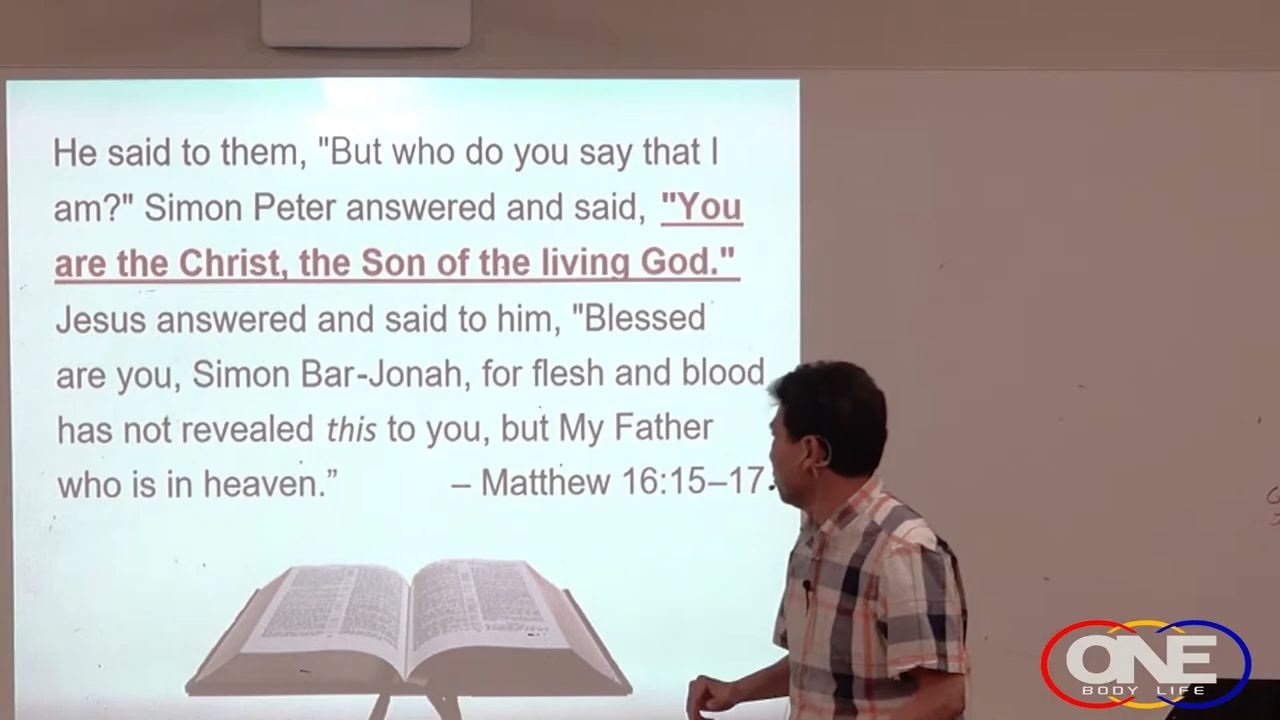 He said to them, "But who do you say that I
am?" Simon Peter answered and said, "You
are the Christ, the Son of the living God."
Jesus answered and said to him, "Blessed
are you, Simon Bar-Jonah, for flesh and blood
has not revealed this to you, but My Father
who is in heaven.” – Matthew 16:15–17.
ONE
BODY LIFE